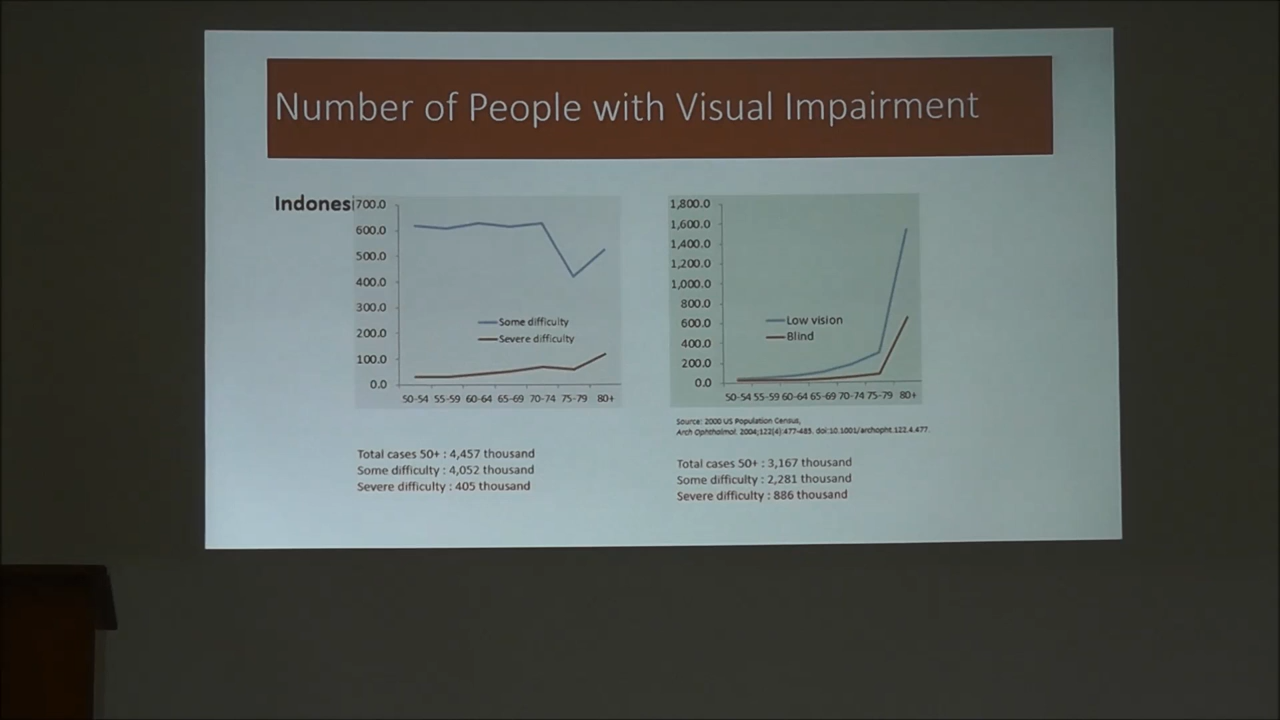 Number of People with Visual Impairment
Indonesi
700.0
600.0
500.0
400.0
300.0
200.0
100.0
0.0
Some difficulty
Severe difficulty
50-54 55-59 60-64 65-69 70-74 75-79 80+
Total cases 50+ : 4,457 thousand
Some difficulty : 4,052 thousand
Severe difficulty : 405 thousand
1,800.0
1,600.0
1,400.0
1,200.0
1,000.0
800.0
600.0
400.0
200.0
0.0
Low vision
Blind
50-54 55-59 60-64 65-69 70-74 75-79 80+
Source: 2000 US Population Census,
Arch Ophthalmol. 2004;122(4):477-485. doi:10.1001/archopht.122.4.477.
Total cases 50+ : 3,167 thousand
Some difficulty : 2,281 thousand
Severe difficulty : 886 thousand